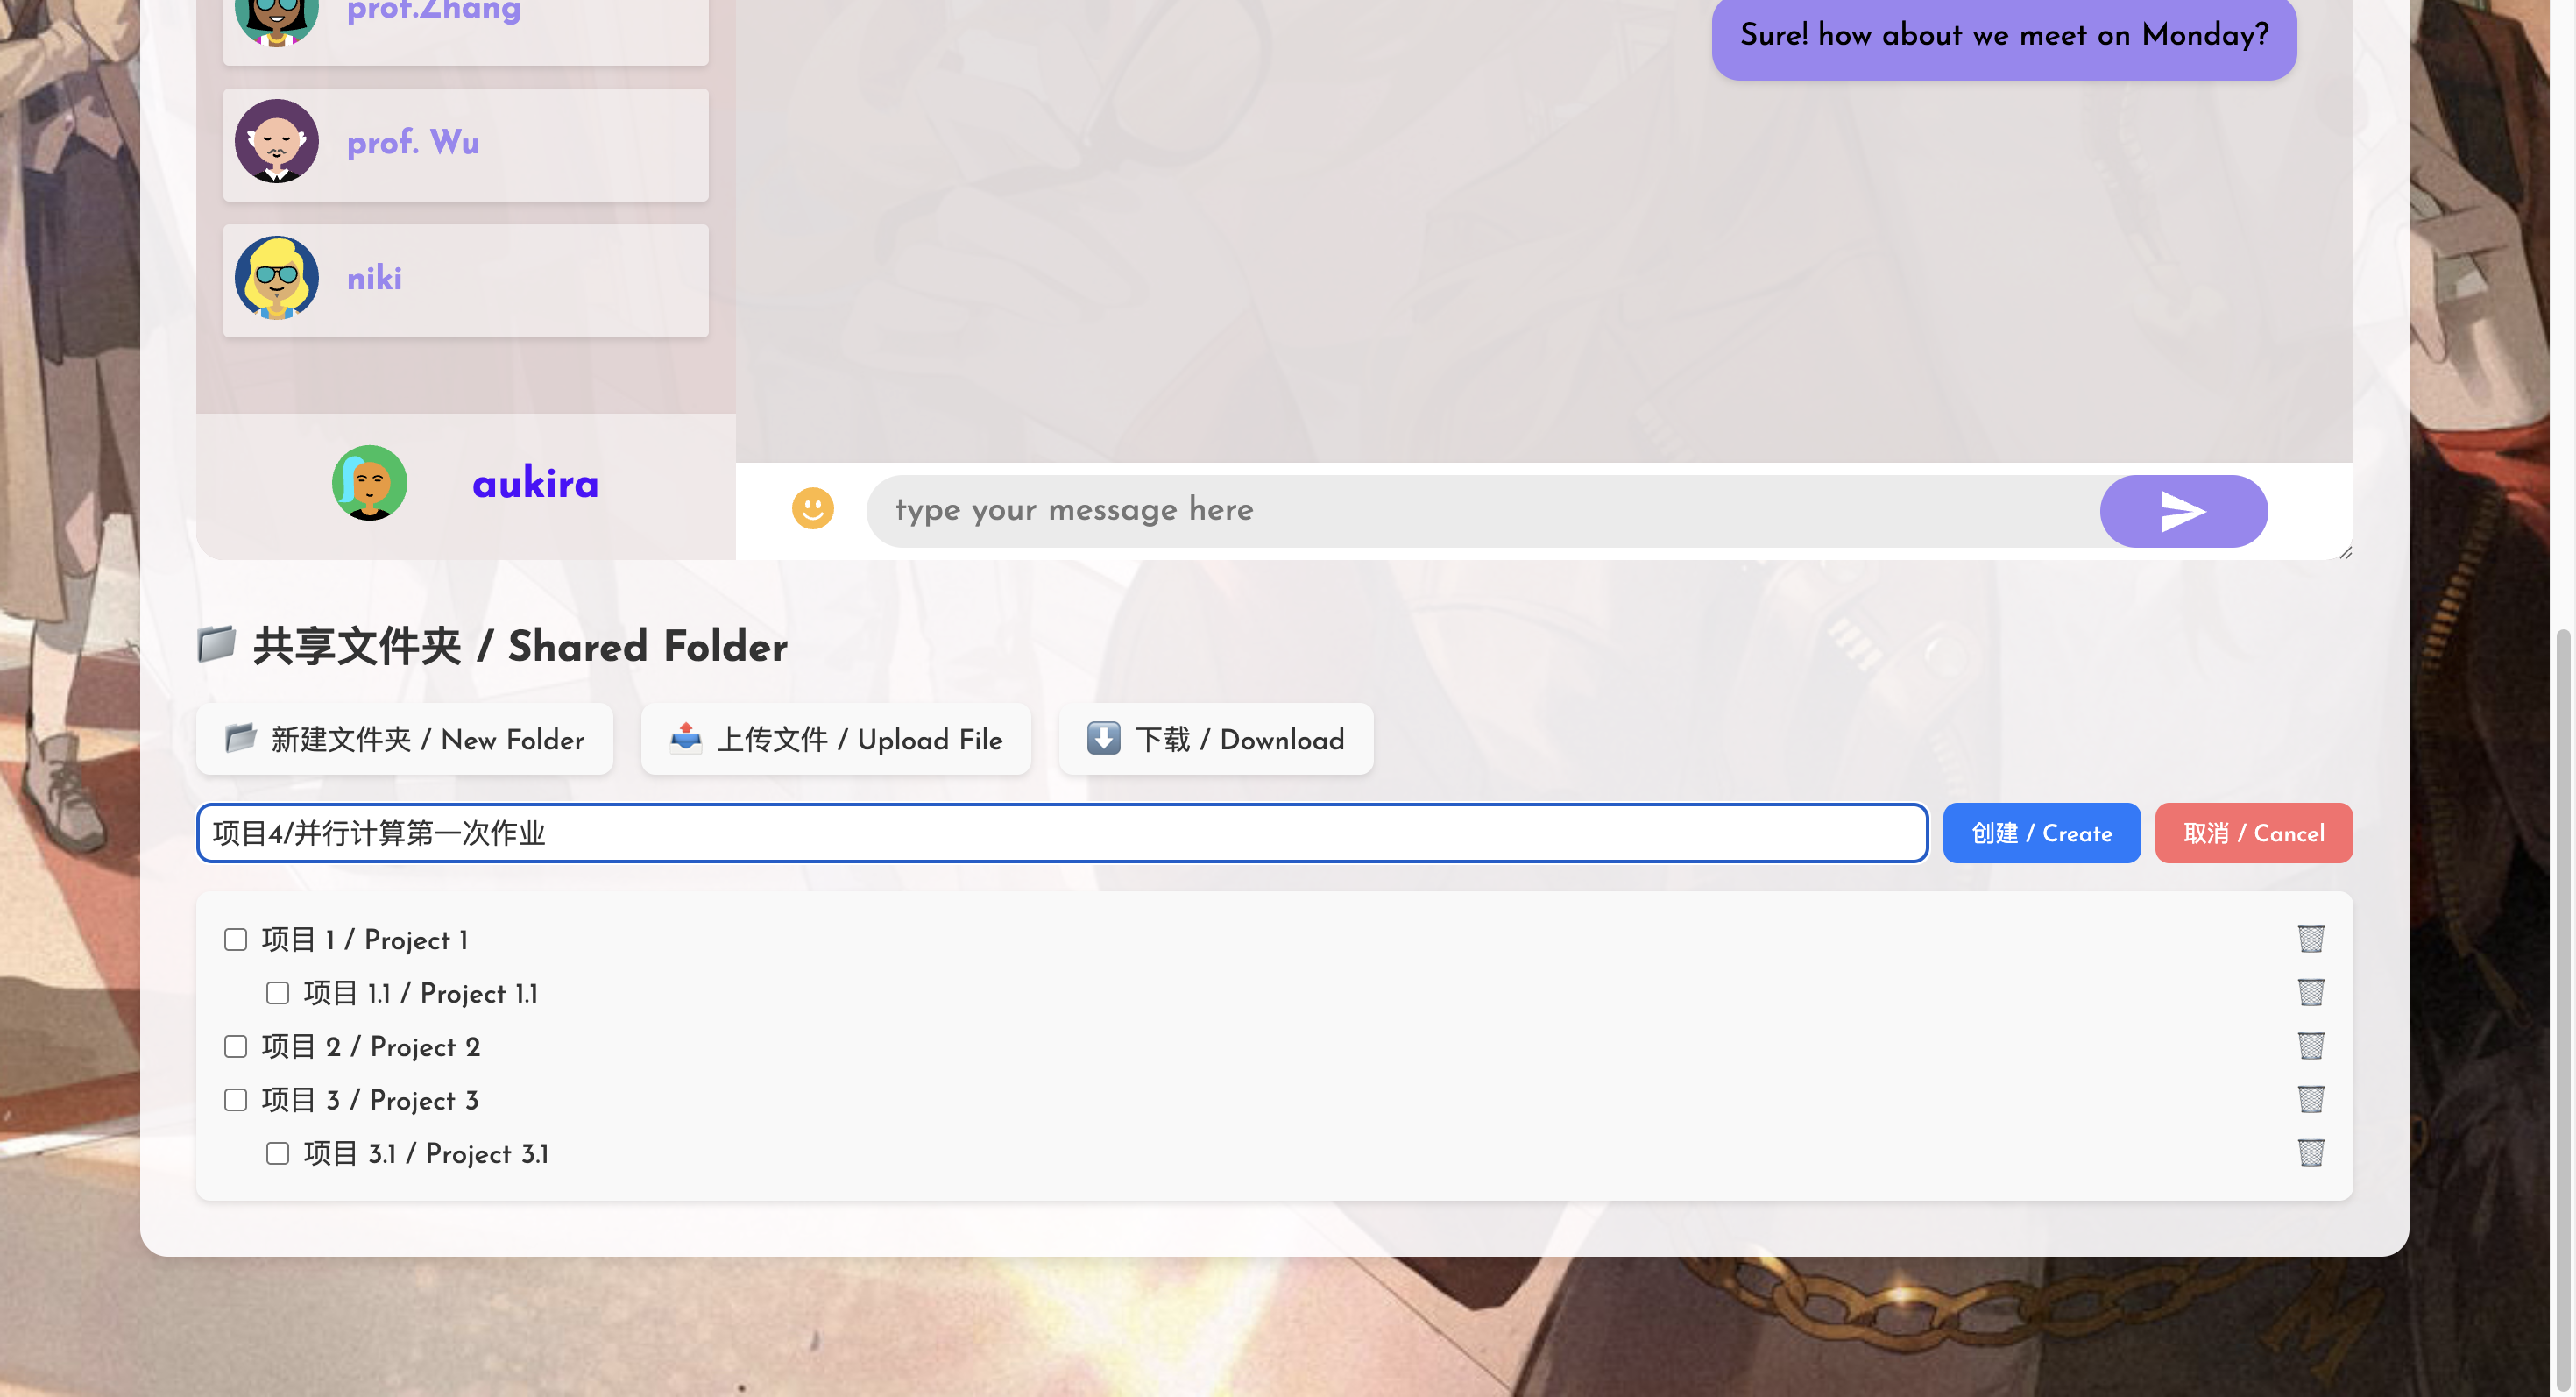 prof.Zhang
Sure! how about we meet on Monday?
prof. Wu
niki
aukira
type your message here
共享文件夹 / Shared Folder
新建文件夹 / New Folder
上传文件 / Upload File
下载 / Download
项目4/并行计算第一次作业
创建 / Create
取消 / Cancel
项目 1 / Project 1
项目 1.1 / Project 1.1
项目 2 / Project 2
项目 3 / Project 3
项目 3.1 / Project 3.1